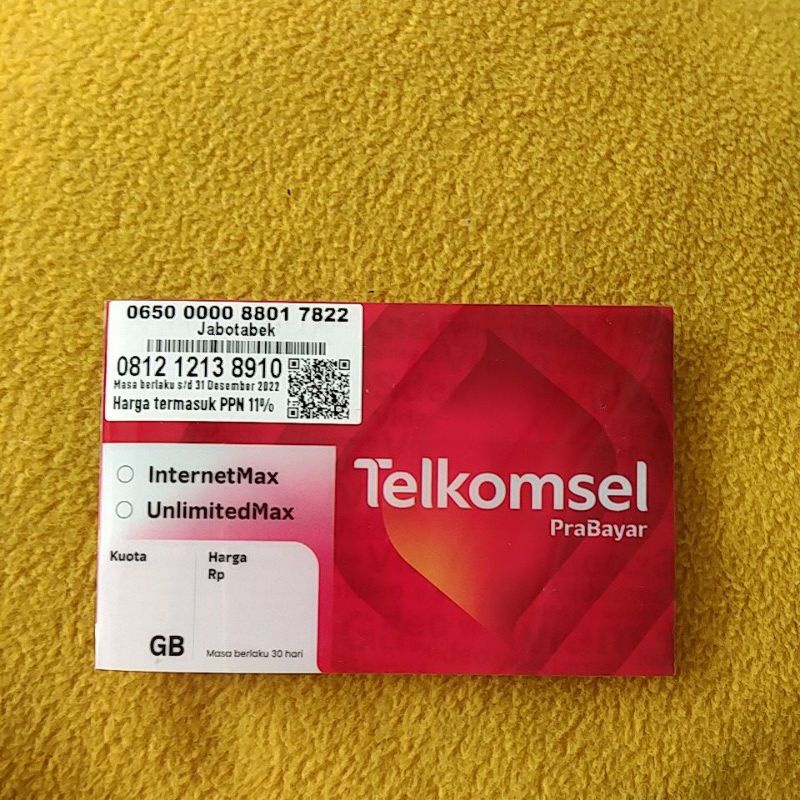 0650 0000 8801 7822
Jabotabek
0812 1213 8910
Masa berlaku s/d 31 Desember 2022
Harga termasuk PPN 11%
InternetMax
UnlimitedMax
Kuota
GB
Harga
Rp
Masa berlaku 30 hari
Telkomsel
PraBayar